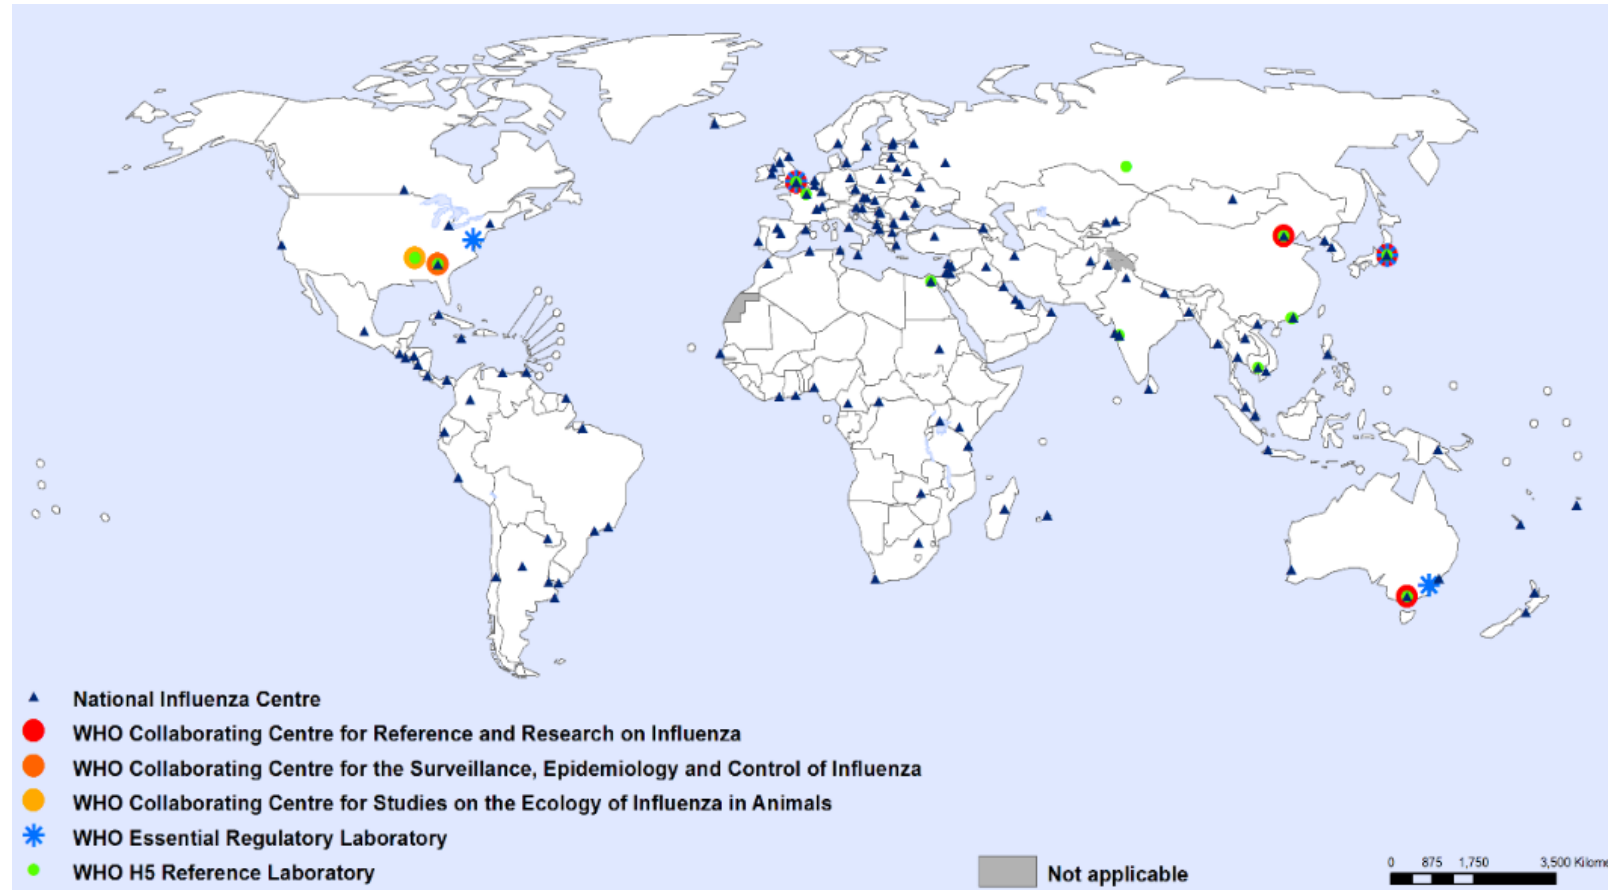 National Influenza Centre
WHO Collaborating Centre for Reference and Research on Influenza
WHO Collaborating Centre for the Surveillance, Epidemiology and Control of Influenza
WHO Collaborating Centre for Studies on the Ecology of Influenza in Animals
WHO Essential Regulatory Laboratory
WHO H5 Reference Laboratory
Not applicable
0 875 1,750 3,500 Kilome